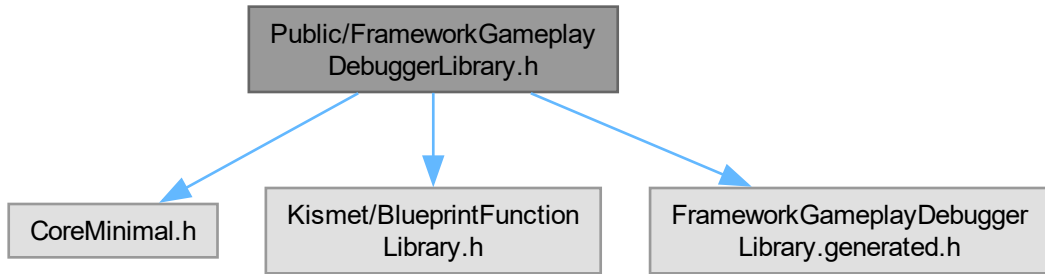 Public/FrameworkGameplay
DebuggerLibrary.h
CoreMinimal.h
Kismet/BlueprintFunction
Library.h
FrameworkGameplayDebugger
Library.generated.h